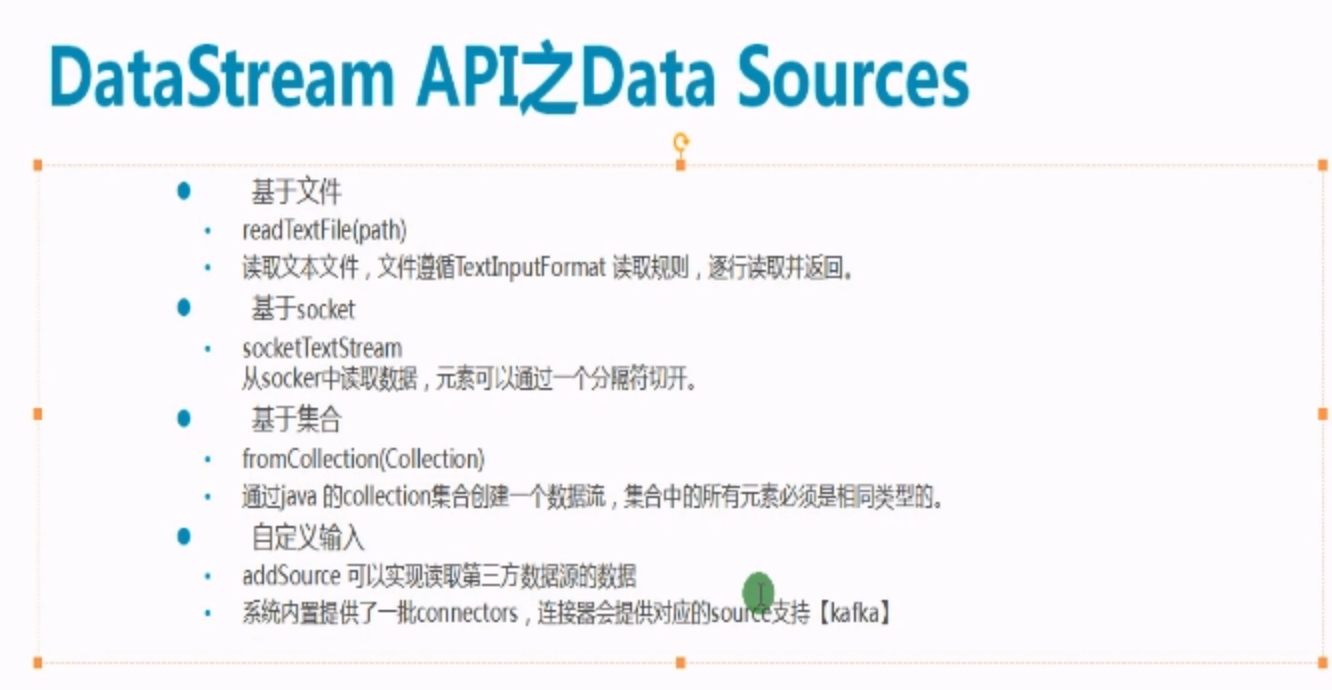 DataStream API之Data Sources
基于文件
readTextFile(path)
读取文本文件，文件遵循TextInputFormat 读取规则，逐行读取并返回。
基于socket
socketTextStream
从socker中读取数据，元素可以通过一个分隔符切开。
基于集合
fromCollection(Collection)
通过java 的collection集合创建一个数据流，集合中的所有元素必须是相同类型的。
自定义输入
addSource 可以实现读取第三方数据源的数据
系统内置提供了一批connectors，连接器会提供对应的source支持【kafka】